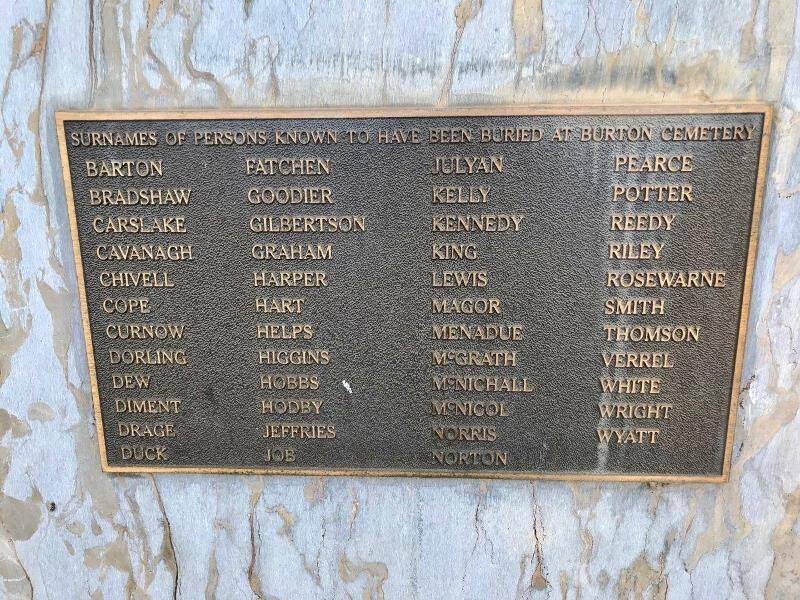 SURNAMES OF PERSONS KNOWN TO HAVE BEEN BURIED AT BURTON CEMETERY
BARTON FATCHEN JULYAN PEARCE
BRADSHAW GOODIER KELLY POTTER
CARSLAKE GILBERTSON KENNEDY REEDY
CAVANAGH GRAHAM KING RILEY
CHIVELL HARPER LEWIS ROSEWARNE
COPE HART MAGOR SMITH
CURNOW HELPS MENADUE THOMSON
DORLING HIGGINS McGRATH VERREL
DEW HOBBS McNICHALL WHITE
DIMENT HODBY McNICOL WRIGHT
DRAGE JEFFRIES NORRIS WYATT
DUCK JOB NORTON